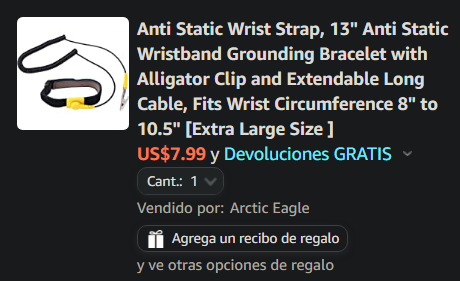 Anti Static Wrist Strap, 13" Anti Static
Wristband Grounding Bracelet with
Alligator Clip and Extendable Long
Cable, Fits Wrist Circumference 8" to
10.5" [Extra Large Size ]
US$7.99 y Devoluciones GRATIS
Cant.: 1
Vendido por: Arctic Eagle
Agrega un recibo de regalo
y ve otras opciones de regalo